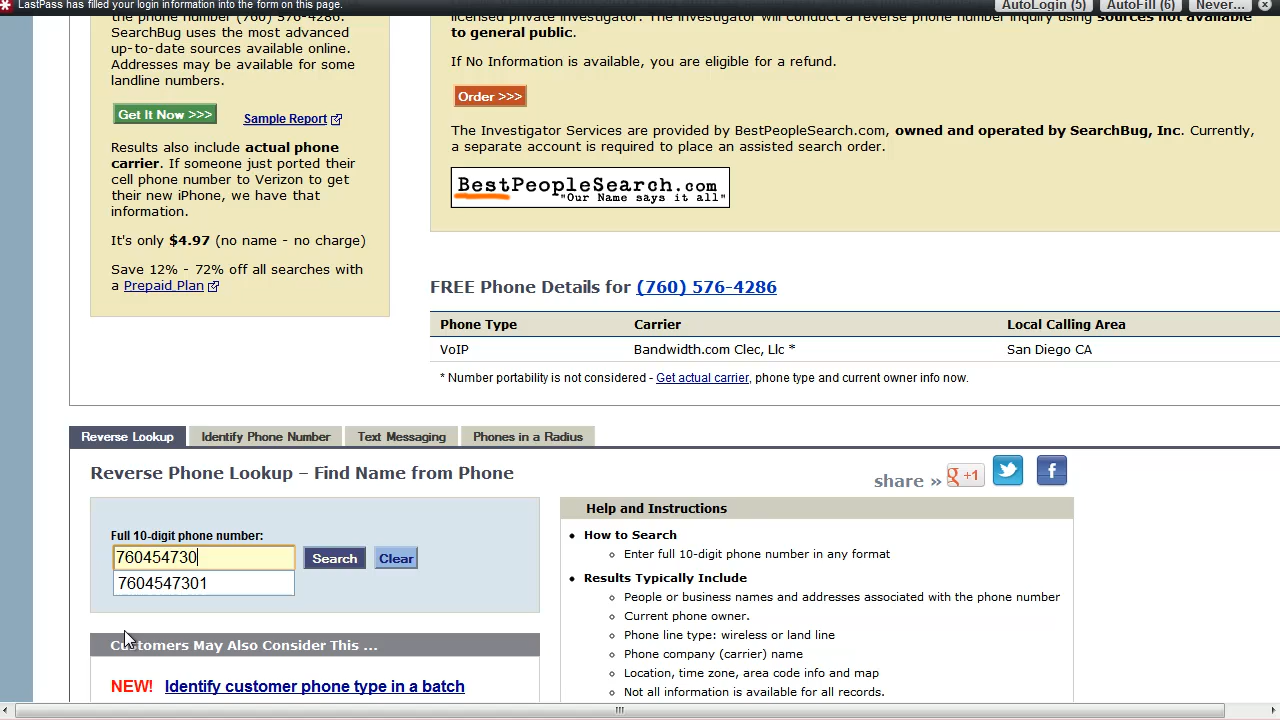 LastPass has filled your login information into the form on this page.
AutoLogin (5) AutoFill (6) Never...
the phone number (760) 576-4286.
SearchBug uses the most advanced
up-to-date sources available online.
Addresses may be available for some
landline numbers.
Get It Now >>> Sample Report
Results also include actual phone
carrier. If someone just ported their
cell phone number to Verizon to get
their new iPhone, we have that
information.
It's only $4.97 (no name - no charge)
Save 12% - 72% off all searches with
a Prepaid Plan
licensed private investigator. The investigator will conduct a reverse phone number inquiry using sources not available
to general public.
If No Information is available, you are eligible for a refund.
Order >>>
The Investigator Services are provided by BestPeopleSearch.com, owned and operated by SearchBug, Inc. Currently,
a separate account is required to place an assisted search order.
BestPeopleSearch.com
"Our Name says it all"
FREE Phone Details for (760) 576-4286
Phone Type Carrier Local Calling Area
VoIP Bandwidth.com Clec, Llc * San Diego CA
* Number portability is not considered - Get actual carrier, phone type and current owner info now.
Reverse Lookup Identify Phone Number Text Messaging Phones in a Radius
Reverse Phone Lookup – Find Name from Phone
share » g +1 f
Full 10-digit phone number:
760454730 Search Clear
7604547301
Customers May Also Consider This ...
NEW! Identify customer phone type in a batch
Help and Instructions
How to Search
Enter full 10-digit phone number in any format
Results Typically Include
People or business names and addresses associated with the phone number
Current phone owner.
Phone line type: wireless or land line
Phone company (carrier) name
Location, time zone, area code info and map
Not all information is available for all records.